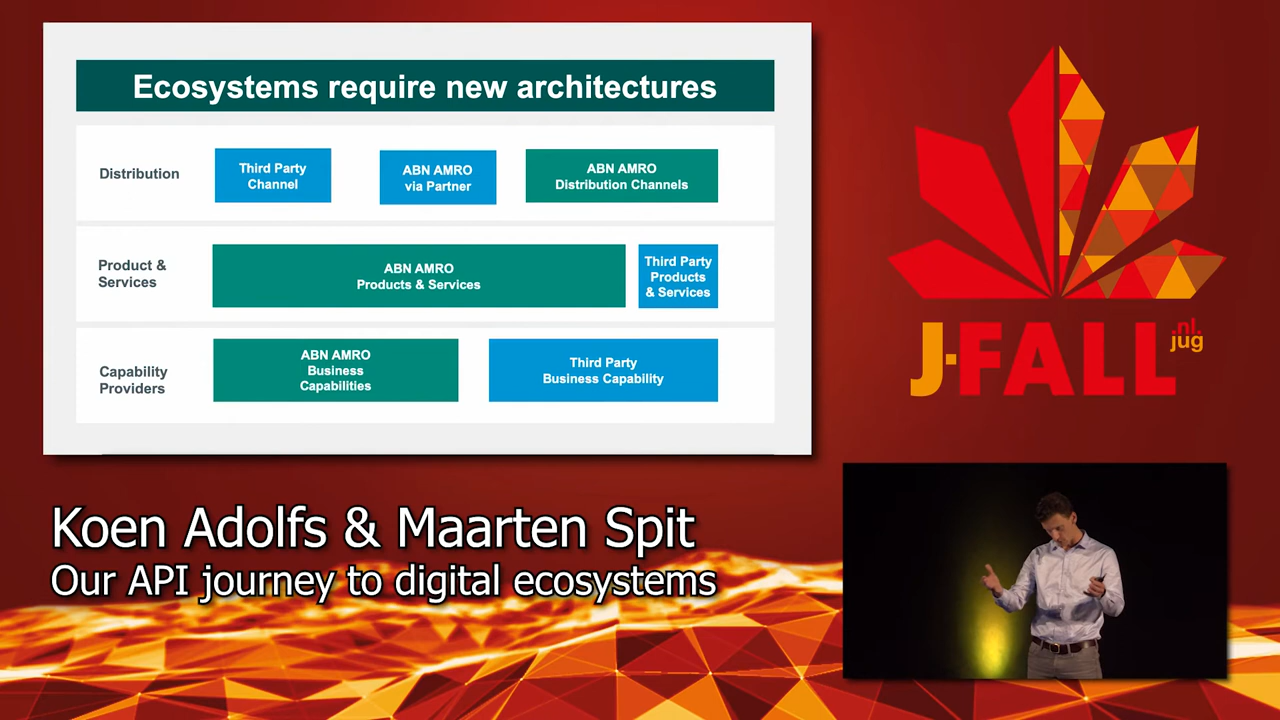 Ecosystems require new architectures
Distribution
Third Party
Channel
ABN AMRO
via Partner
ABN AMRO
Distribution Channels
Product &
Services
ABN AMRO
Products & Services
Third Party
Products
& Services
Capability
Providers
ABN AMRO
Business
Capabilities
Third Party
Business Capability
J-FALL
.nl
jug
Koen Adolfs & Maarten Spit
Our API journey to digital ecosystems